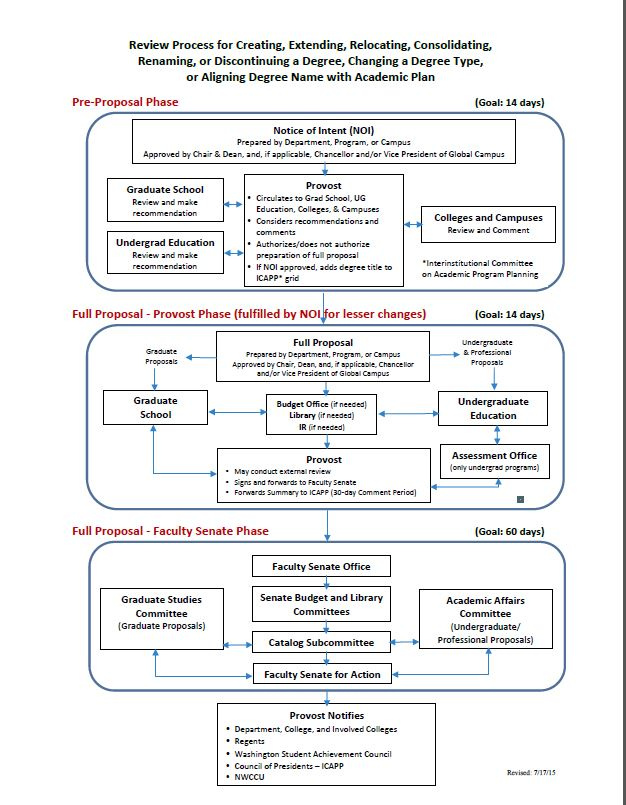 Review Process for Creating, Extending, Relocating, Consolidating,
Renaming, or Discontinuing a Degree, Changing a Degree Type,
or Aligning Degree Name with Academic Plan
Pre-Proposal Phase
(Goal: 14 days)
Notice of Intent (NOI)
Prepared by Department, Program, or Campus
Approved by Chair & Dean, and, if applicable, Chancellor and/or Vice President of Global Campus
Graduate School
Review and make
recommendation
Undergrad Education
Review and make
recommendation
Provost
• Circulates to Grad School, UG
Education, Colleges, & Campuses
• Considers recommendations and
comments
• Authorizes/does not authorize
preparation of full proposal
• If NOI approved, adds degree title to
ICAPP* grid
Colleges and Campuses
Review and Comment
*Interinstitutional Committee
on Academic Program Planning
Full Proposal - Provost Phase (fulfilled by NOI for lesser changes)
(Goal: 14 days)
Graduate
Proposals
Full Proposal
Prepared by Department, Program, or Campus
Approved by Chair, Dean, and, if applicable, Chancellor
and/or Vice President of Global Campus
Undergraduate
& Professional
Proposals
Graduate
School
Budget Office (if needed)
Library (if needed)
IR (if needed)
Undergraduate
Education
Provost
• May conduct external review
• Signs and forwards to Faculty Senate
• Forwards Summary to ICAPP (30-day Comment Period)
Assessment Office
(only undergrad programs)
Full Proposal - Faculty Senate Phase
(Goal: 60 days)
Faculty Senate Office
Graduate Studies
Committee
(Graduate Proposals)
Senate Budget and Library
Committees
Academic Affairs
Committee
(Undergraduate/
Professional Proposals)
Catalog Subcommittee
Faculty Senate for Action
Provost Notifies
• Department, College, and Involved Colleges
• Regents
• Washington Student Achievement Council
• Council of Presidents – ICAPP
• NWCCU
Revised: 7/17/15